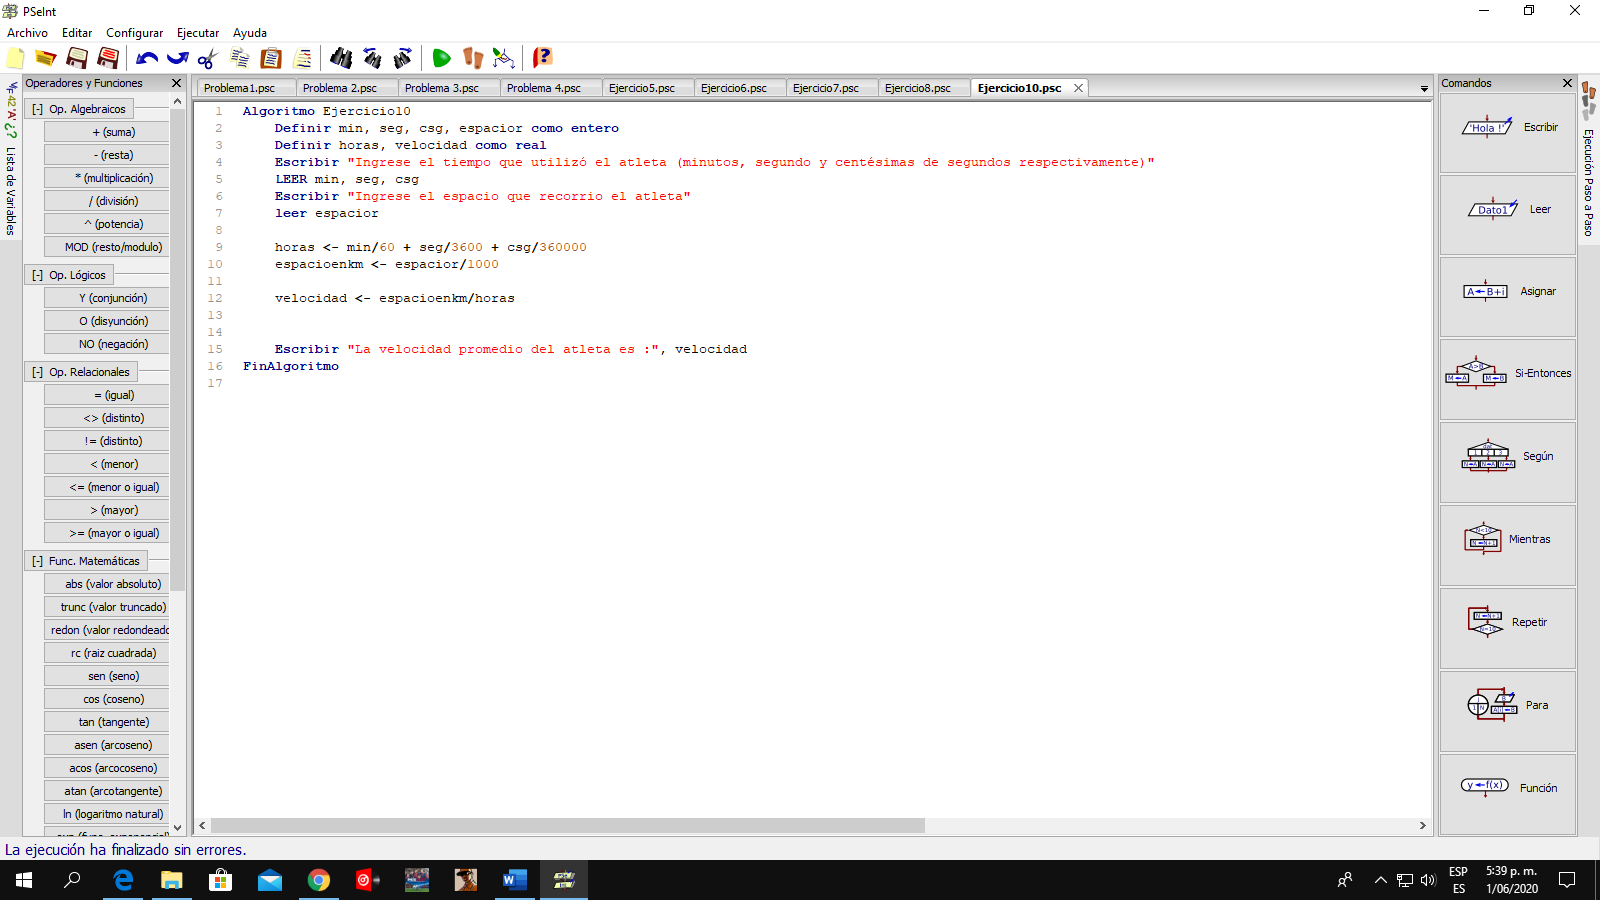 PSeInt
Archivo Editar Configurar Ejecutar Ayuda
Operadores y Funciones
Problema1.psc Problema 2.psc Problema 3.psc Problema 4.psc Ejercicio5.psc Ejercicio6.psc Ejercicio7.psc Ejercicio8.psc Ejercicio10.psc
Comandos
Lista de Variables
[-] Op. Algebraicos
+ (suma)
- (resta)
* (multiplicación)
/ (división)
^ (potencia)
MOD (resto/modulo)
[-] Op. Lógicos
Y (conjunción)
O (disyunción)
NO (negación)
[-] Op. Relacionales
= (igual)
<> (distinto)
!= (distinto)
< (menor)
<= (menor o igual)
> (mayor)
>= (mayor o igual)
[-] Func. Matemáticas
abs (valor absoluto)
trunc (valor truncado)
redon (valor redondeado
rc (raiz cuadrada)
sen (seno)
cos (coseno)
tan (tangente)
asen (arcoseno)
acos (arcocoseno)
atan (arcotangente)
ln (logaritmo natural)
1 Algoritmo Ejercicio10
2 Definir min, seg, csg, espacior como entero
3 Definir horas, velocidad como real
4 Escribir "Ingrese el tiempo que utilizó el atleta (minutos, segundo y centésimas de segundos respectivamente)"
5 LEER min, seg, csg
6 Escribir "Ingrese el espacio que recorrio el atleta"
7 leer espacior
8
9 horas <- min/60 + seg/3600 + csg/360000
10 espacioenkm <- espacior/1000
11
12 velocidad <- espacioenkm/horas
13
14
15 Escribir "La velocidad promedio del atleta es :", velocidad
16 FinAlgoritmo
17
'Hola !' Escribir
Dato1 Leer
A←B+i Asignar
A>B M←A M←B Si-Entonces
1 2 3 Según
Mientras
Repetir
Para
y←f(x) Función
Ejecución Paso a Paso
La ejecución ha finalizado sin errores.
ESP
ES
5:39 p. m.
1/06/2020